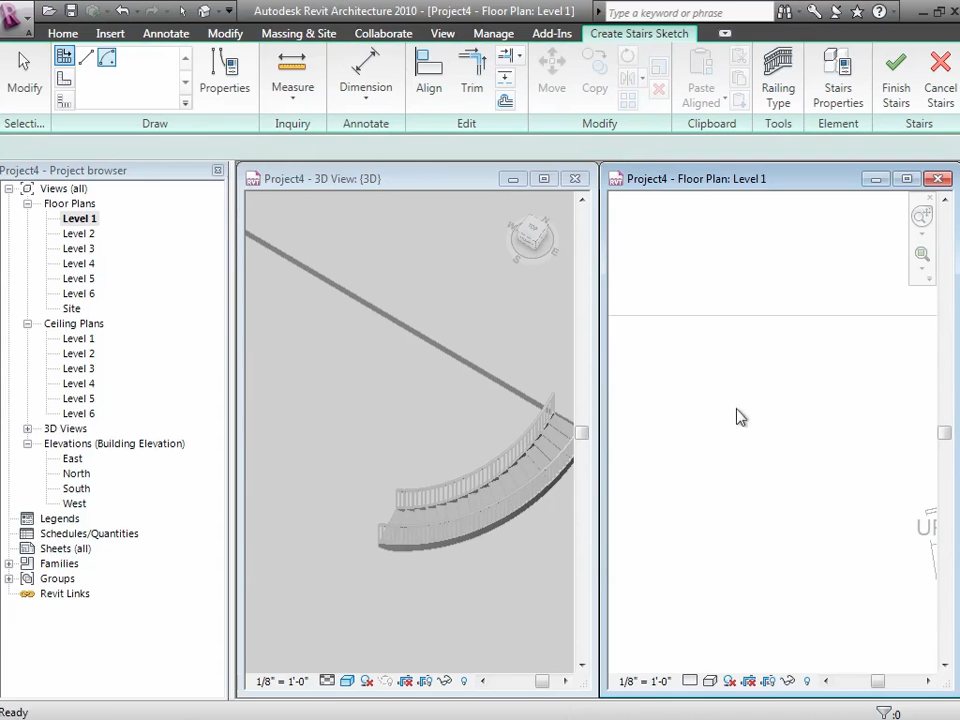 Autodesk Revit Architecture 2010 - [Project4 - Floor Plan: Level 1]
Type a keyword or phrase
Home Insert Annotate Modify Massing & Site Collaborate View Manage Add-Ins Create Stairs Sketch
Modify Properties Measure Dimension Align Trim Move Copy Paste Aligned Railing Type Stairs Properties Finish Stairs Cancel Stairs
Selecti... Draw Inquiry Annotate Edit Modify Clipboard Tools Element Stairs
Project4 - Project browser
Views (all)
Floor Plans
Level 1
Level 2
Level 3
Level 4
Level 5
Level 6
Site
Ceiling Plans
Level 1
Level 2
Level 3
Level 4
Level 5
Level 6
3D Views
Elevations (Building Elevation)
East
North
South
West
Legends
Schedules/Quantities
Sheets (all)
Families
Groups
Revit Links
Project4 - 3D View: {3D}
TOP
N
W
E
S
1/8" = 1'-0"
Project4 - Floor Plan: Level 1
UP
1/8" = 1'-0"
Ready
:0